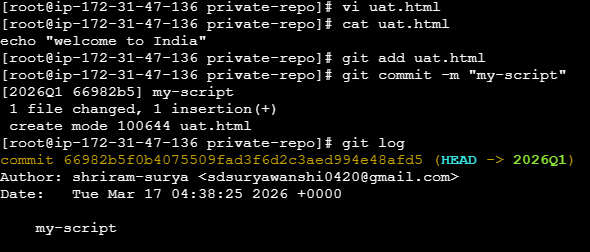 [root@ip-172-31-47-136 private-repo]# vi uat.html
[root@ip-172-31-47-136 private-repo]# cat uat.html
echo "welcome to India"
[root@ip-172-31-47-136 private-repo]# git add uat.html
[root@ip-172-31-47-136 private-repo]# git commit -m "my-script"
[2026Q1 66982b5] my-script
 1 file changed, 1 insertion(+)
 create mode 100644 uat.html
[root@ip-172-31-47-136 private-repo]# git log
commit 66982b5f0b4075509fad3f6d2c3aed994e48afd5 (HEAD -> 2026Q1)
Author: shriram-surya <sdsuryawanshi0420@gmail.com>
Date:   Tue Mar 17 04:38:25 2026 +0000
    my-script